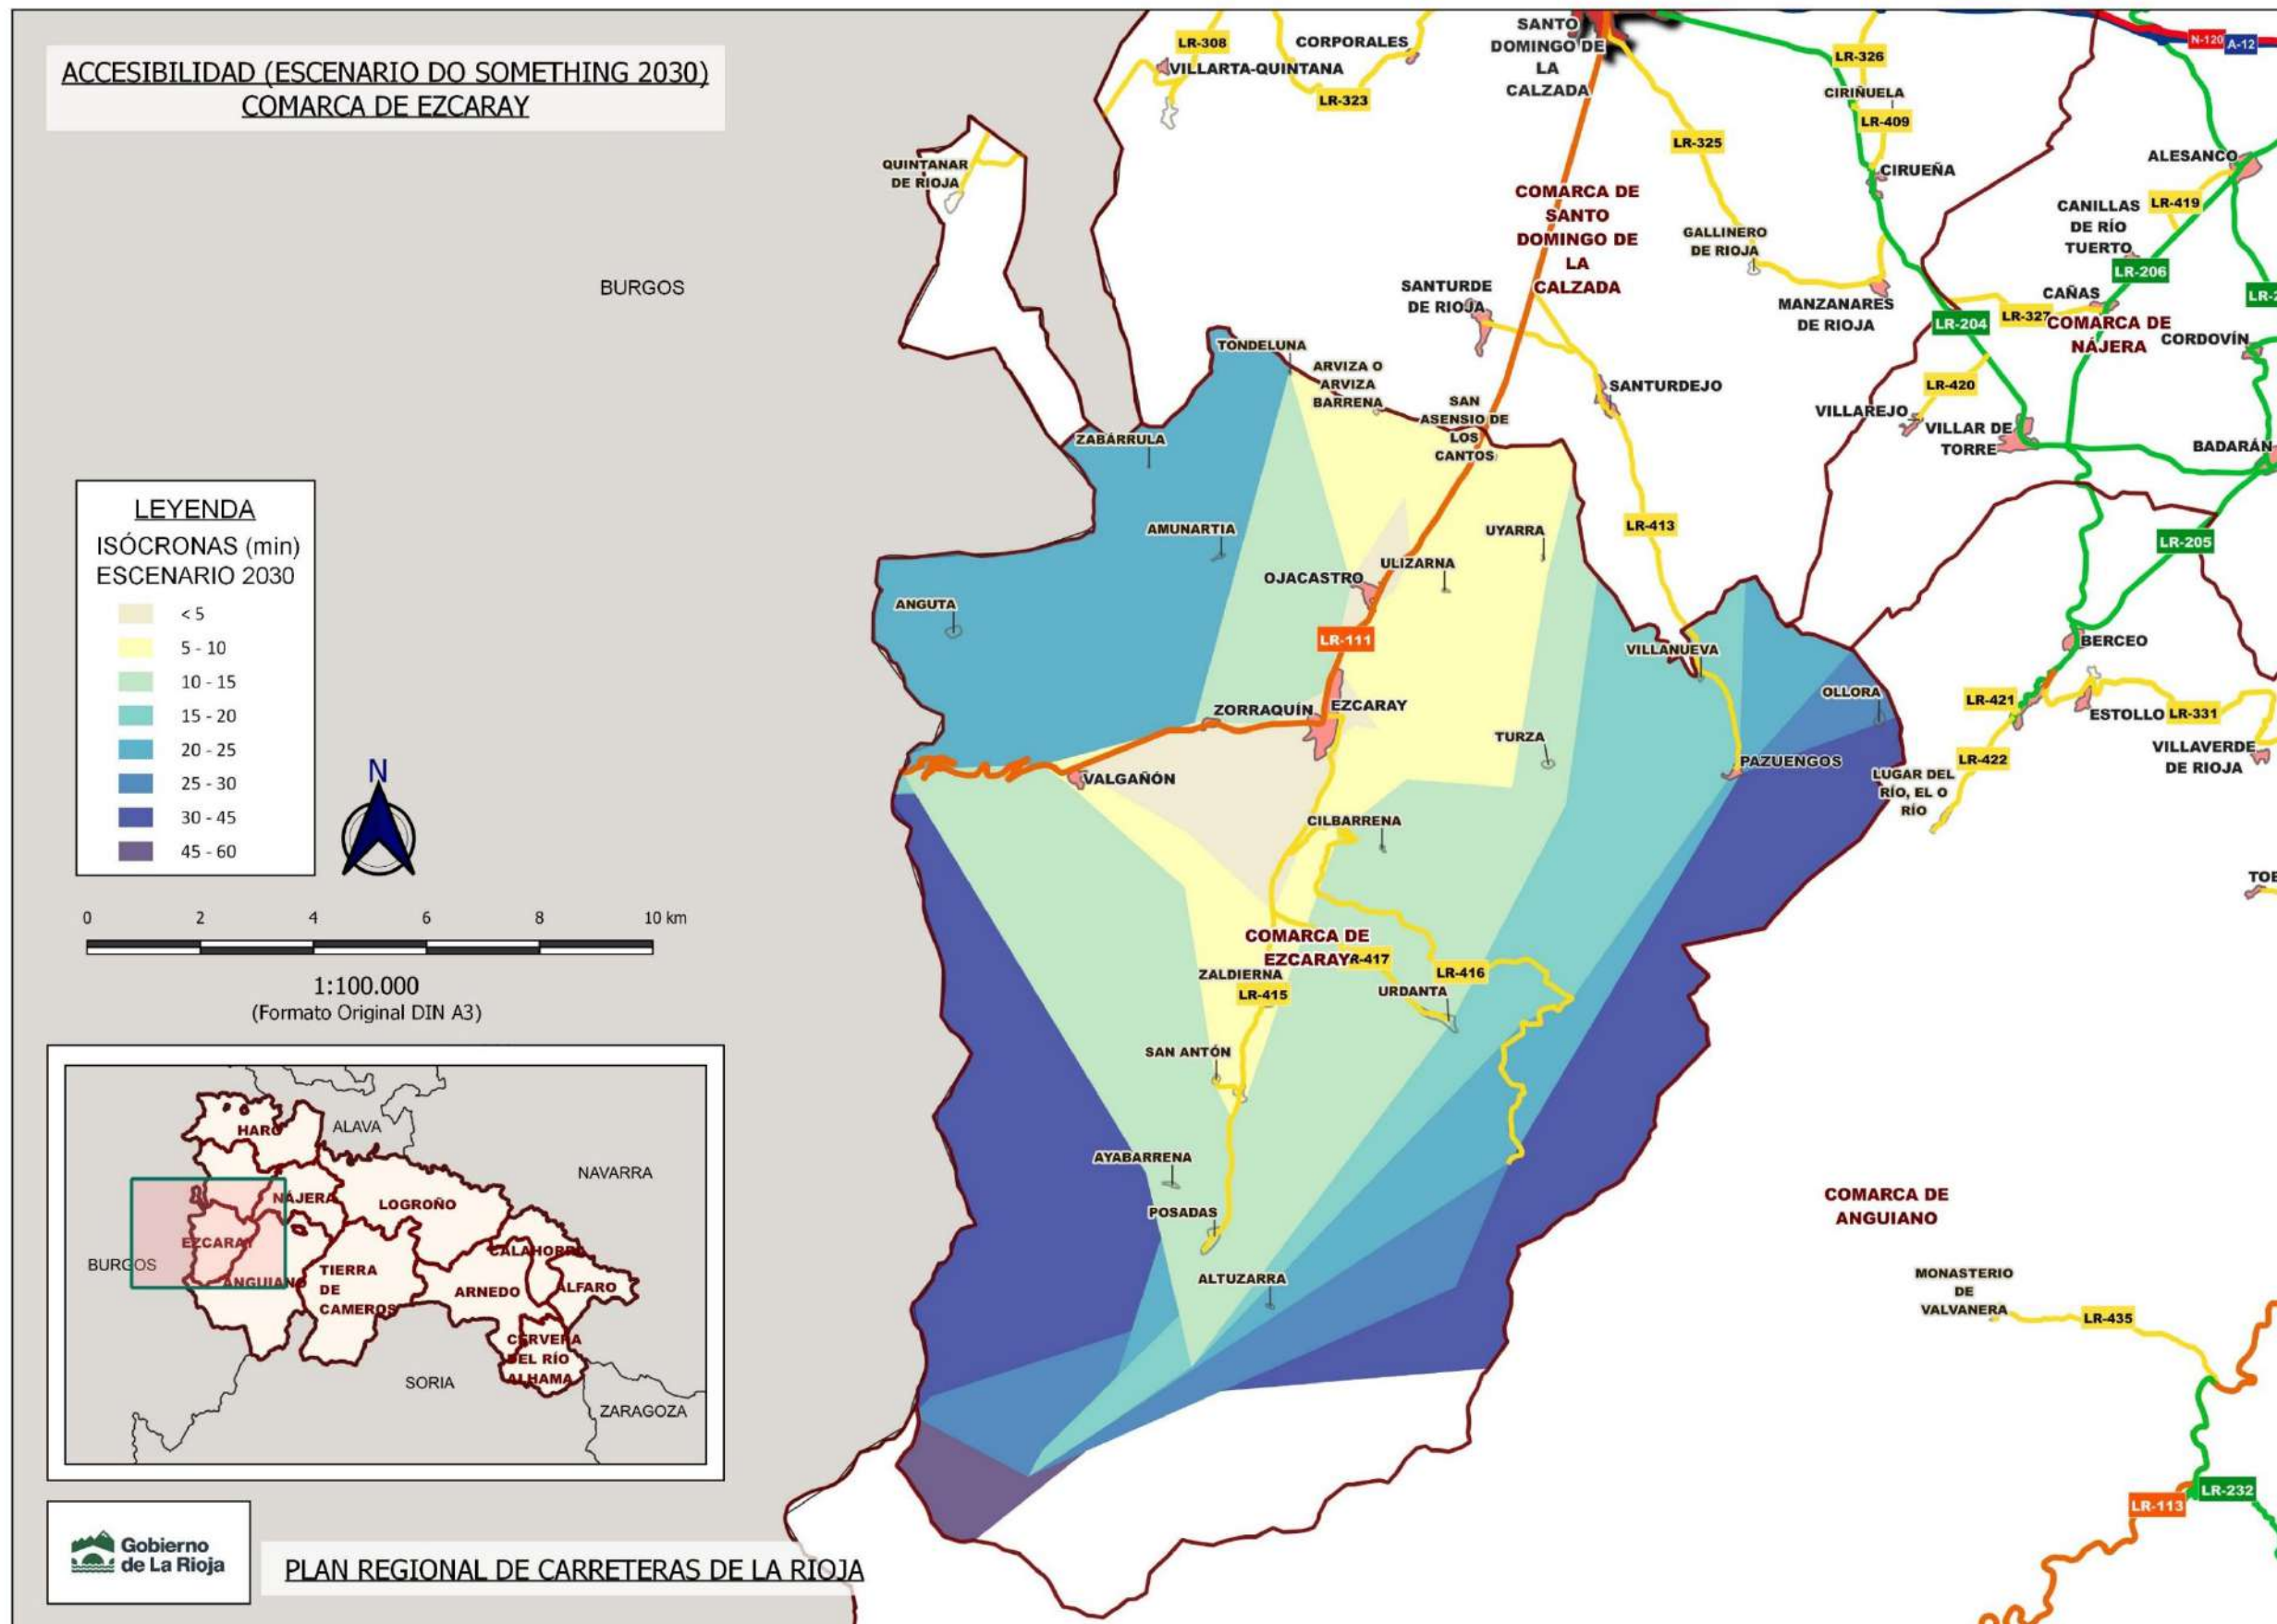 ACCESIBILIDAD (ESCENARIO DO SOMETHING 2030)
COMARCA DE EZCARAY
BURGOS
LEYENDA
ISÓCRONAS (min)
ESCENARIO 2030
< 5
5 - 10
10 - 15
15 - 20
20 - 25
25 - 30
30 - 45
45 - 60
N
0 2 4 6 8 10 km
1:100.000
(Formato Original DIN A3)
HARO
ALAVA
NAVARRA
NÁJERA
LOGROÑO
EZCARAY
BURGOS
ANGUIANO
TIERRA
DE
CAMEROS
ARNEDO
ALFARO
CERVERA
DEL RÍO
ALHAMA
SORIA
ZARAGOZA
Gobierno
de La Rioja
PLAN REGIONAL DE CARRETERAS DE LA RIOJA
LR-308
VILLARTA-QUINTANA
CORPORALES
LR-323
SANTO
DOMINGO DE
LA
CALZADA
LR-326
CIRIÑUELA
LR-409
N-120
A-12
LR-325
CIRUEÑA
ALESANCO
QUINTANAR
DE RIOJA
COMARCA DE
SANTO
DOMINGO DE
LA
CALZADA
GALLINERO
DE RIOJA
CANILLAS
DE RÍO
TUERTO
LR-419
LR-206
SANTURDE
DE RIOJA
MANZANARES
DE RIOJA
CAÑAS
LR-204
LR-327
COMARCA DE
NÁJERA
CORDOVÍN
TONDELUNA
ARVIZA O
ARVIZA
BARRENA
SAN
ASENSIO DE
LOS
CANTOS
SANTURDEJO
LR-420
VILLAREJO
VILLAR DE
TORRE
BADARÁN
ZABÁRRULA
AMUNARTIA
UYARRA
LR-413
LR-205
ULIZARNA
OJACASTRO
ANGUTA
LR-111
VILLANUEVA
BERCEO
OLLORA
LR-421
ESTOLLO
LR-331
ZORRAQUÍN
EZCARAY
TURZA
VILLAVERDE
DE RIOJA
VALGAÑÓN
PAZUENGOS
LR-422
LUGAR DEL
RÍO, EL O
RÍO
CILBARRENA
COMARCA DE
EZCARAY
ZALDIERNA
LR-415
LR-416
URDANTA
SAN ANTÓN
AYABARRENA
POSADAS
ALTUZARRA
COMARCA DE
ANGUIANO
MONASTERIO
DE
VALVANERA
LR-435
LR-232
LR-113